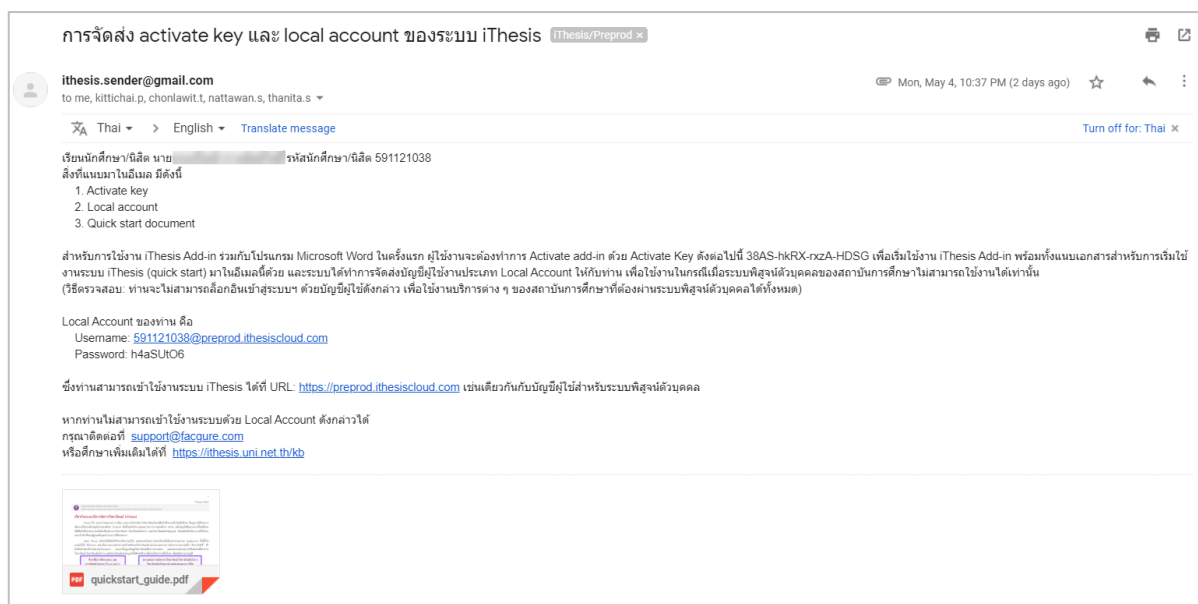 การจัดส่ง activate key และ local account ของระบบ iThesis iThesis/Preprod ×
ithesis.sender@gmail.com
Mon, May 4, 10:37 PM (2 days ago)
to me, kittichai.p, chonlawit.t, nattawan.s, thanita.s
Thai > English Translate message Turn off for: Thai ×
เรียนนักศึกษา/นิสิต นาย รหัสนักศึกษา/นิสิต 591121038
สิ่งที่แนบมาในอีเมล มีดังนี้
1. Activate key
2. Local account
3. Quick start document
สำหรับการใช้งาน iThesis Add-in ร่วมกับโปรแกรม Microsoft Word ในครั้งแรก ผู้ใช้งานจะต้องทำการ Activate add-in ด้วย Activate Key ดังต่อไปนี้ 38AS-hkRX-rxzA-HDSG เพื่อเริ่มใช้งาน iThesis Add-in พร้อมทั้งแนบเอกสารสำหรับการเริ่มใช้
งานระบบ iThesis (quick start) มาในอีเมลนี้ด้วย และระบบได้ทำการจัดส่งบัญชีผู้ใช้งานประเภท Local Account ให้กับท่าน เพื่อใช้งานในกรณีเมื่อระบบพิสูจน์ตัวบุคคลของสถาบันการศึกษาไม่สามารถใช้งานได้เท่านั้น
(วิธีตรวจสอบ: ท่านจะไม่สามารถล็อกอินเข้าสู่ระบบฯ ด้วยบัญชีผู้ใช้ดังกล่าว เพื่อใช้งานบริการต่าง ๆ ของสถาบันการศึกษาที่ต้องผ่านระบบพิสูจน์ตัวบุคคลได้ทั้งหมด)
Local Account ของท่าน คือ
Username: 591121038@preprod.ithesiscloud.com
Password: h4aSUtO6
ซึ่งท่านสามารถเข้าใช้งานระบบ iThesis ได้ที่ URL: https://preprod.ithesiscloud.com เช่นเดียวกันกับบัญชีผู้ใช้สำหรับระบบพิสูจน์ตัวบุคคล
หากท่านไม่สามารถเข้าใช้งานระบบด้วย Local Account ดังกล่าวได้
กรุณาติดต่อที่ support@facgure.com
หรือศึกษาเพิ่มเติมได้ที่ https://ithesis.uni.net.th/kb
PDF quickstart_guide.pdf